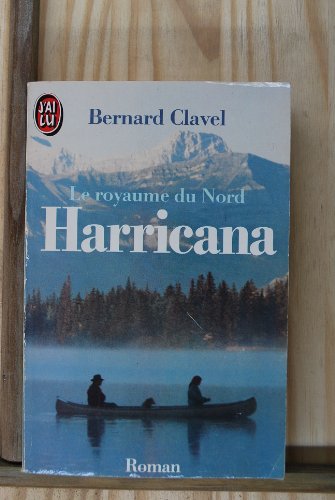 J'AI
LU
Bernard Clavel
Le royaume du Nord
Harricana
Roman